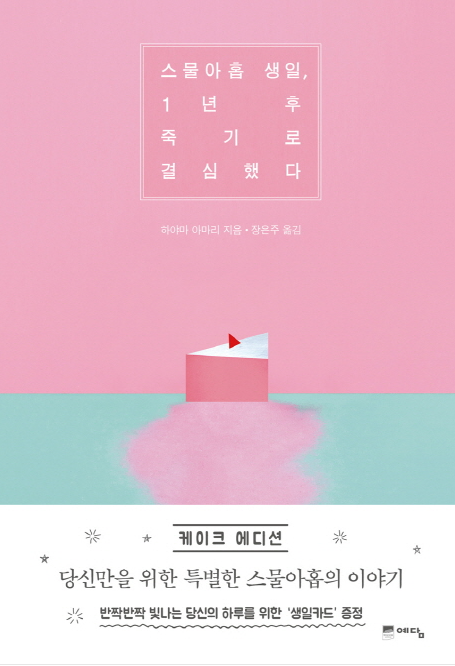 스물아홉 생일,
1년 후
죽기로
결심했다
하야마 아마리 지음 • 장은주 옮김
케이크 에디션
당신만을 위한 특별한 스물아홉의 이야기
반짝반짝 빛나는 당신의 하루를 위한 '생일카드' 증정
예담